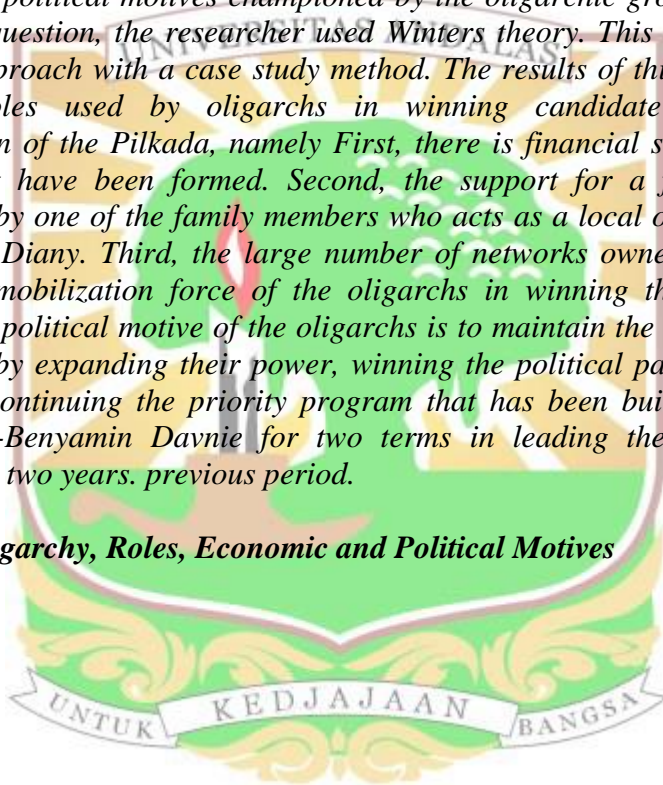 political motives championed by the oligarchic gro
UNIVERSITAS ANDALAS
question, the researcher used Winters theory. This
proach with a case study method. The results of thi
oles used by oligarchs in winning candidate
n of the Pilkada, namely First, there is financial s
have been formed. Second, the support for a
by one of the family members who acts as a local o
Diany. Third, the large number of networks owne
mobilization force of the oligarchs in winning th
political motive of the oligarchs is to maintain the
by expanding their power, winning the political pa
ontinuing the priority program that has been bui
-Benyamin Davnie for two terms in leading the
two years. previous period.
garchy, Roles, Economic and Political Motives
UNTUK KEDJAJAAN BANGSA